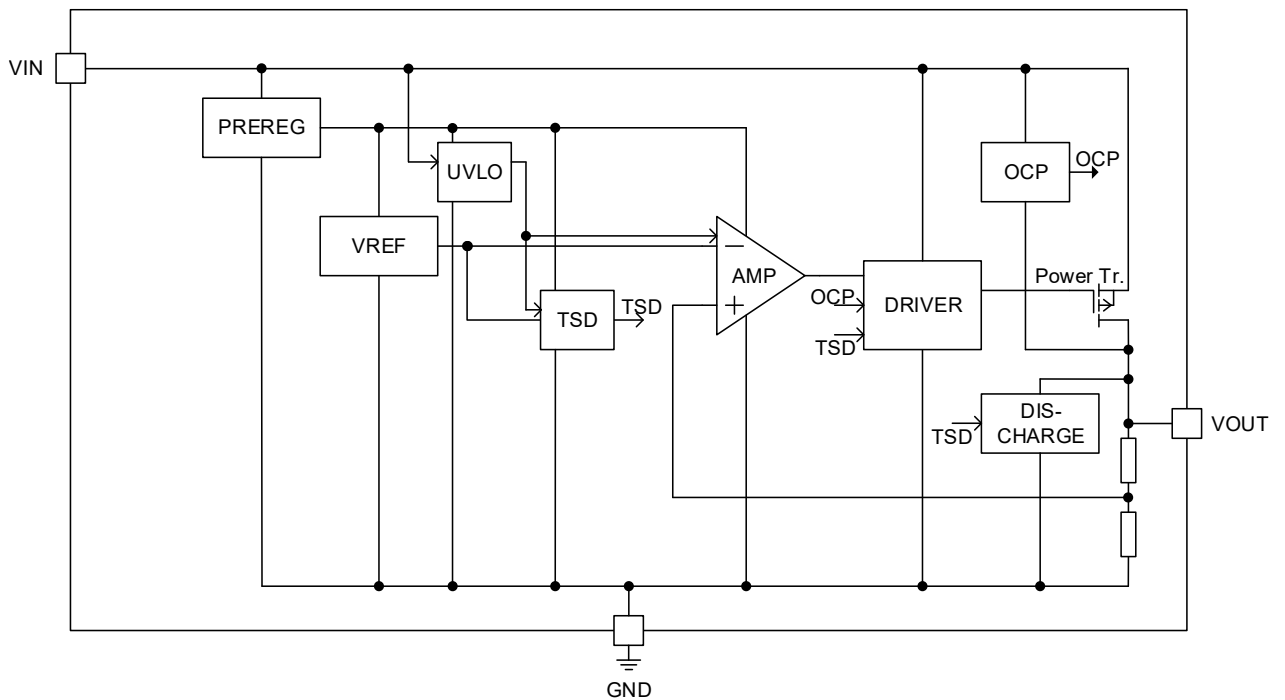 VIN
PREREG
UVLO
OCP
OCP
VREF
AMP
−
+
Power Tr.
TSD
TSD
OCP
DRIVER
TSD
DIS-
CHARGE
TSD
VOUT
GND